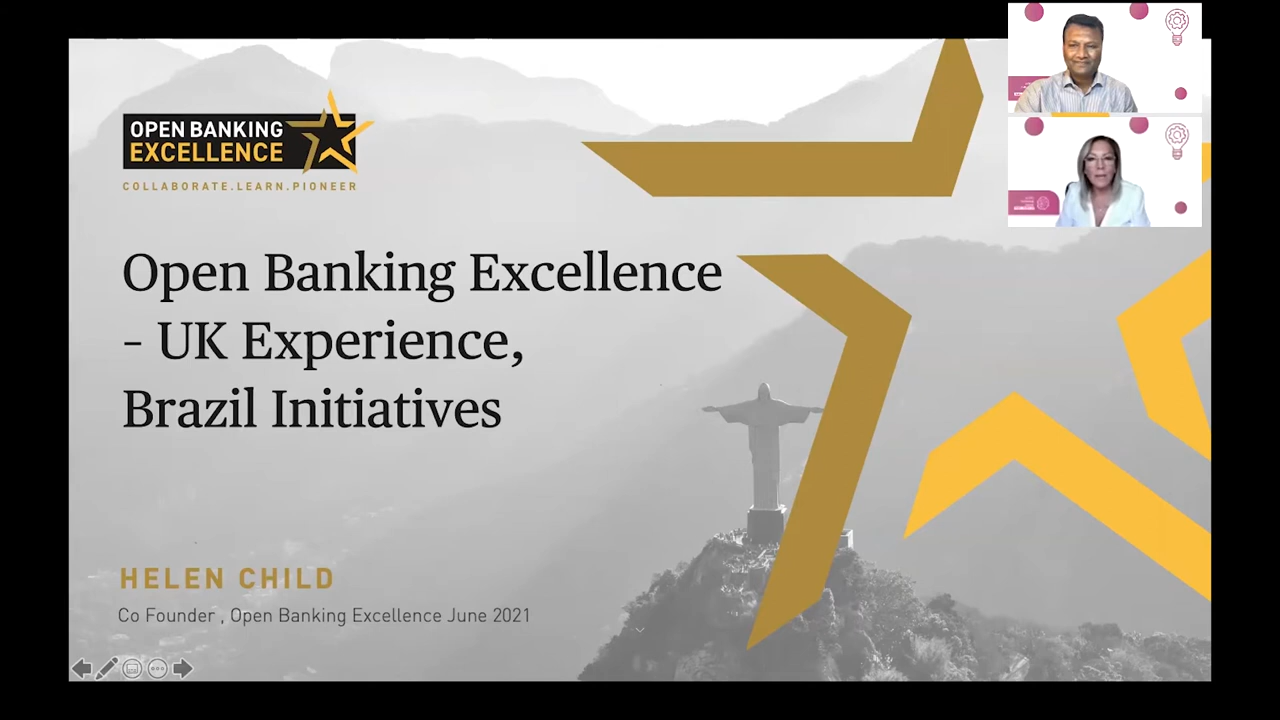 OPEN BANKING
EXCELLENCE
COLLABORATE.LEARN.PIONEER
Open Banking Excellence
– UK Experience,
Brazil Initiatives
HELEN CHILD
Co Founder , Open Banking Excellence June 2021